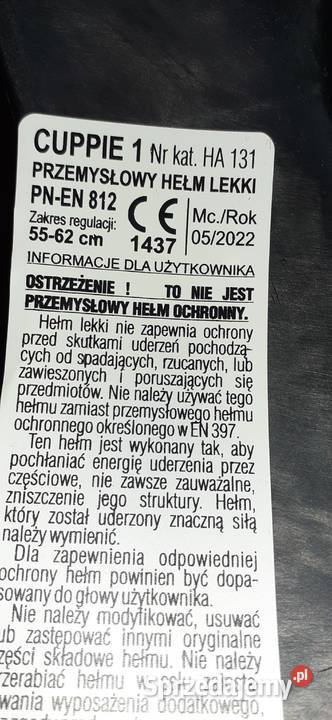 CUPPIE 1 Nr kat. HA 131
PRZEMYSŁOWY HEŁM LEKKI
PN-EN 812
Zakres regulacji:
55-62 cm
CE
1437
Mc./Rok
05/2022
INFORMACJE DLA UŻYTKOWNIKA
OSTRZEŻENIE ! TO NIE JEST
PRZEMYSŁOWY HEŁM OCHRONNY.
Hełm lekki nie zapewnia ochrony
przed skutkami uderzeń pochodzą-
cych od spadających, rzucanych, lub
zawieszonych i poruszających się
przedmiotów. Nie należy używać tego
hełmu zamiast przemysłowego hełmu
ochronnego określonego w EN 397.
Ten hełm jest wykonany tak, aby
pochłaniać energię uderzenia przez
częściowe, nie zawsze zauważalne,
zniszczenie jego struktury. Hełm,
który został uderzony znaczną siłą
należy wymienić.
Dla zapewnienia odpowiedniej
ochrony hełm powinien być dopa-
sowany do głowy użytkownika.
Nie należy modyfikować, usuwać
ub zastępować innymi oryginalne
zęści składowe hełmu. Nie należy
rzerabiać hełmu w celu
wania wyposażenia dodatkowego,
Sprzedajemy.pl